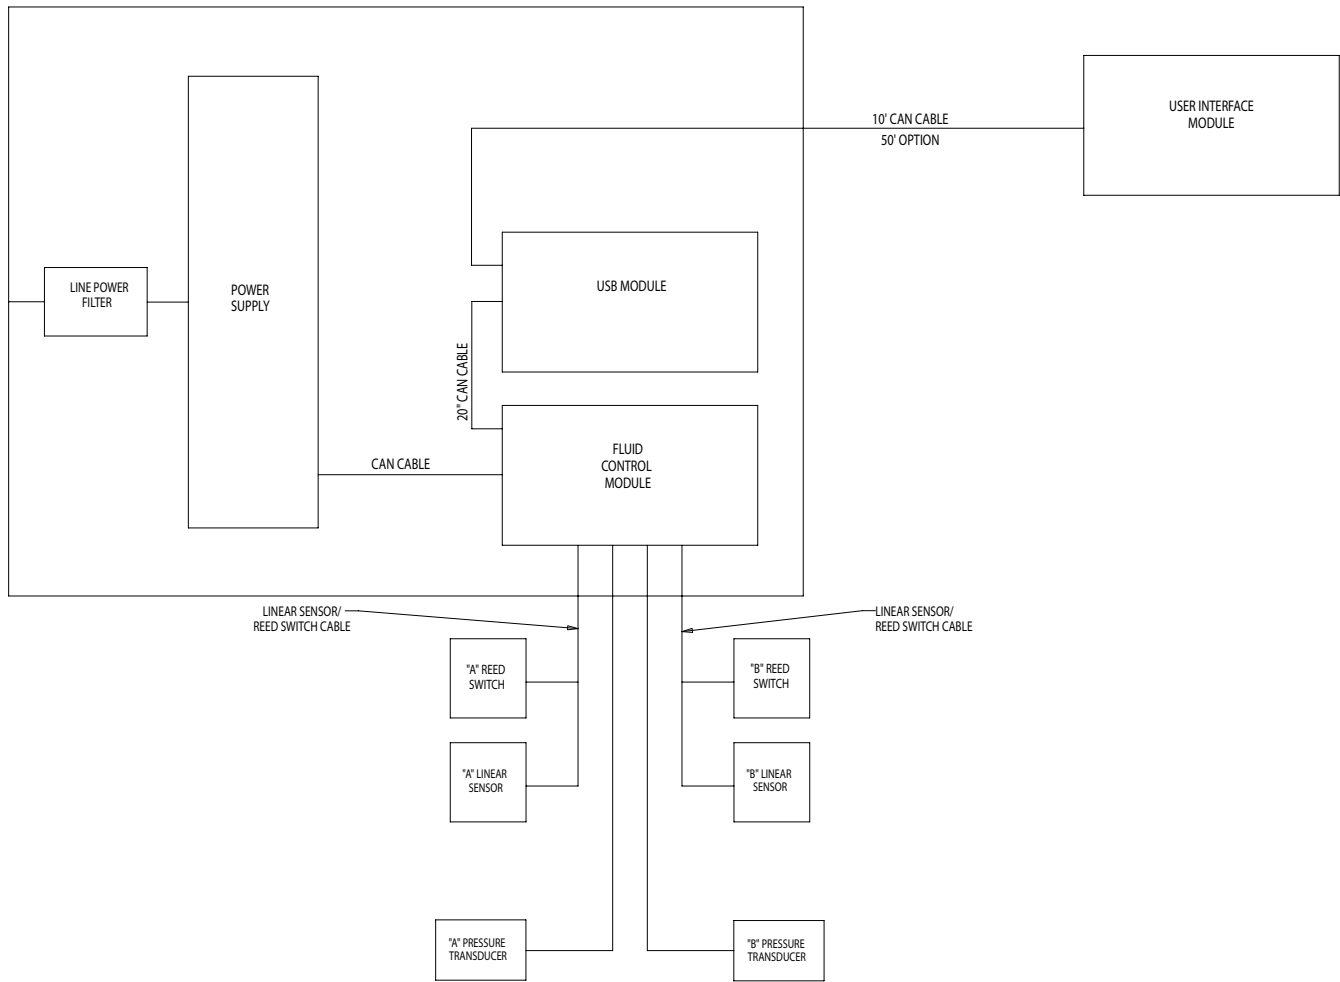 10' CAN CABLE
50' OPTION
USER INTERFACE
MODULE
LINE POWER
FILTER
POWER
SUPPLY
USB MODULE
20" CAN CABLE
CAN CABLE
FLUID
CONTROL
MODULE
LINEAR SENSOR/
REED SWITCH CABLE
LINEAR SENSOR/
REED SWITCH CABLE
"A" REED
SWITCH
"B" REED
SWITCH
"A" LINEAR
SENSOR
"B" LINEAR
SENSOR
"A" PRESSURE
TRANSDUCER
"B" PRESSURE
TRANSDUCER